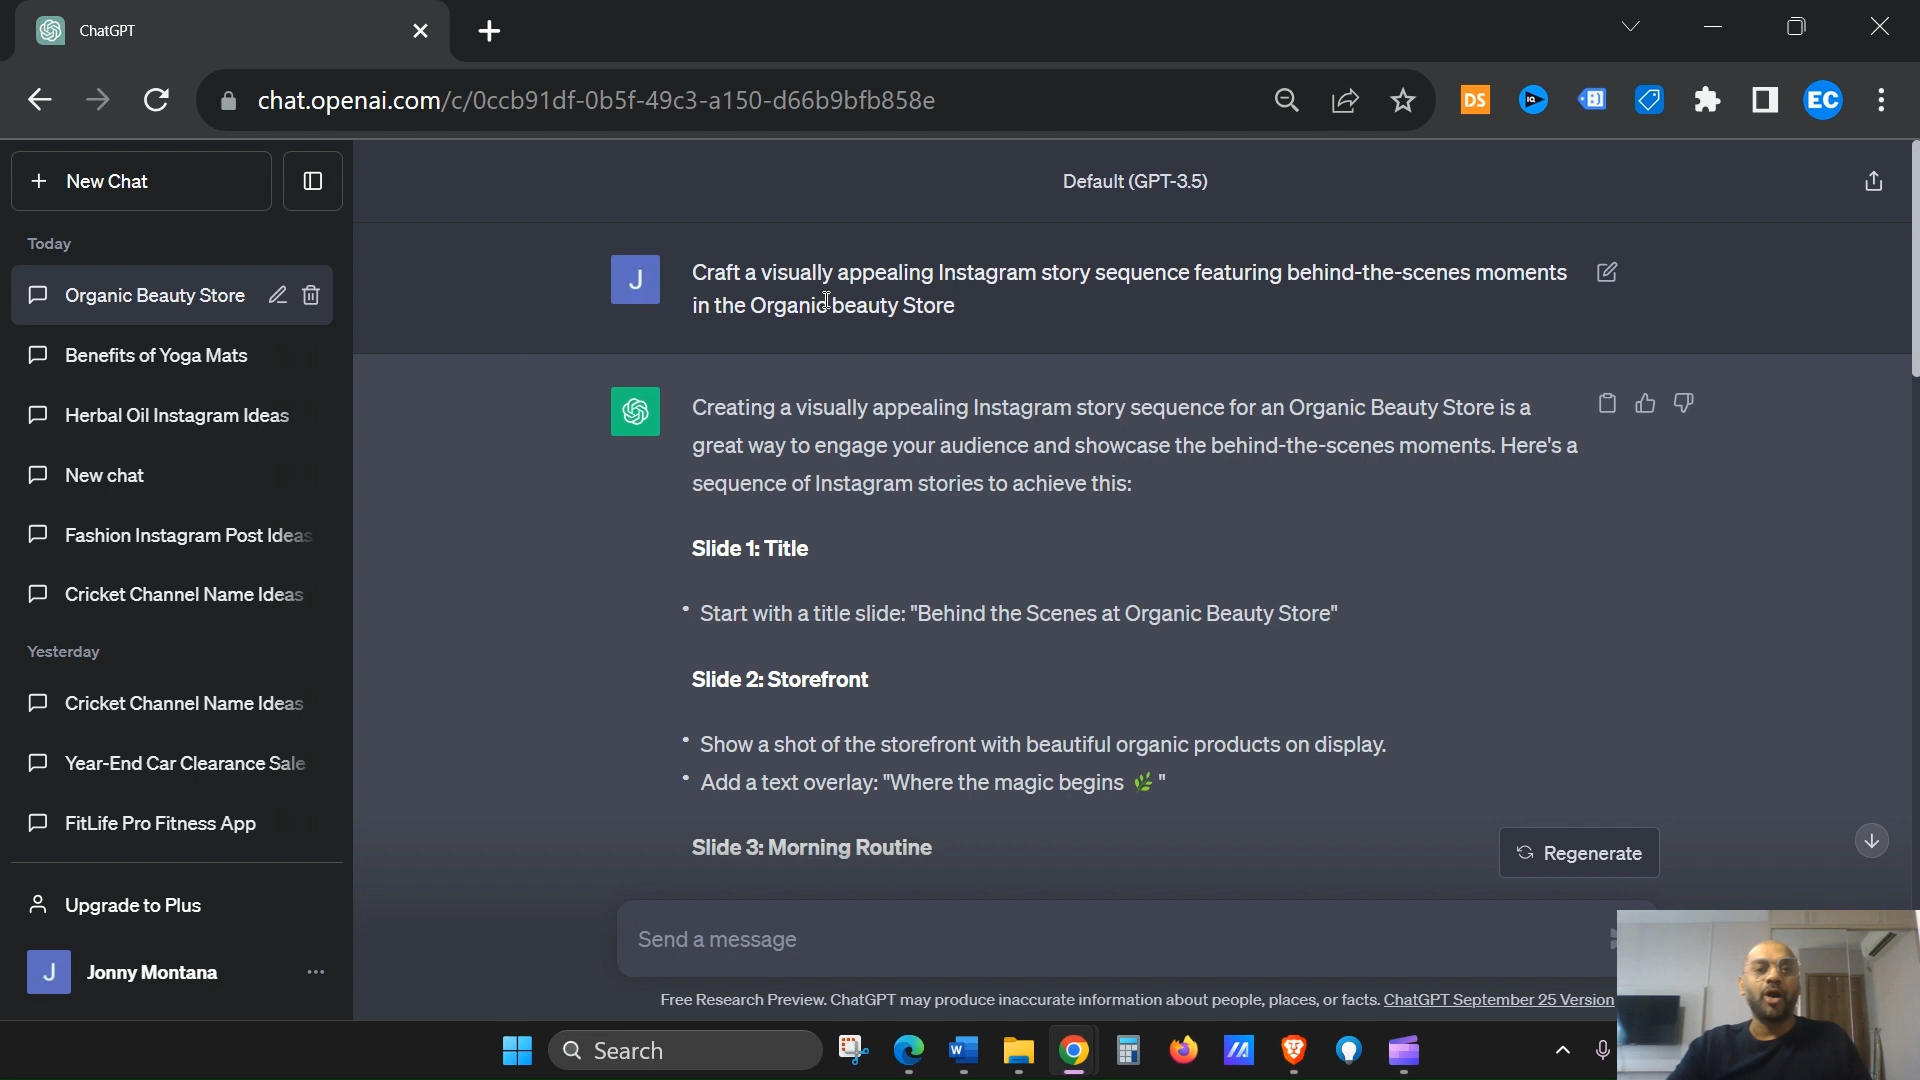 ChatGPT
chat.openai.com/c/0ccb91df-0b5f-49c3-a150-d66b9bfb858e
DS
IQ
EC
New Chat
Default (GPT-3.5)
Today
Organic Beauty Store
Benefits of Yoga Mats
Herbal Oil Instagram Ideas
New chat
Fashion Instagram Post Ideas
Cricket Channel Name Ideas
Yesterday
Cricket Channel Name Ideas
Year-End Car Clearance Sale
FitLife Pro Fitness App
Upgrade to Plus
J
Jonny Montana
J
Craft a visually appealing Instagram story sequence featuring behind-the-scenes moments
in the Organic beauty Store
Creating a visually appealing Instagram story sequence for an Organic Beauty Store is a
great way to engage your audience and showcase the behind-the-scenes moments. Here's a
sequence of Instagram stories to achieve this:
Slide 1: Title
• Start with a title slide: "Behind the Scenes at Organic Beauty Store"
Slide 2: Storefront
• Show a shot of the storefront with beautiful organic products on display.
• Add a text overlay: "Where the magic begins 🌿 "
Slide 3: Morning Routine
Regenerate
Send a message
Free Research Preview. ChatGPT may produce inaccurate information about people, places, or facts. ChatGPT September 25 Version
Search